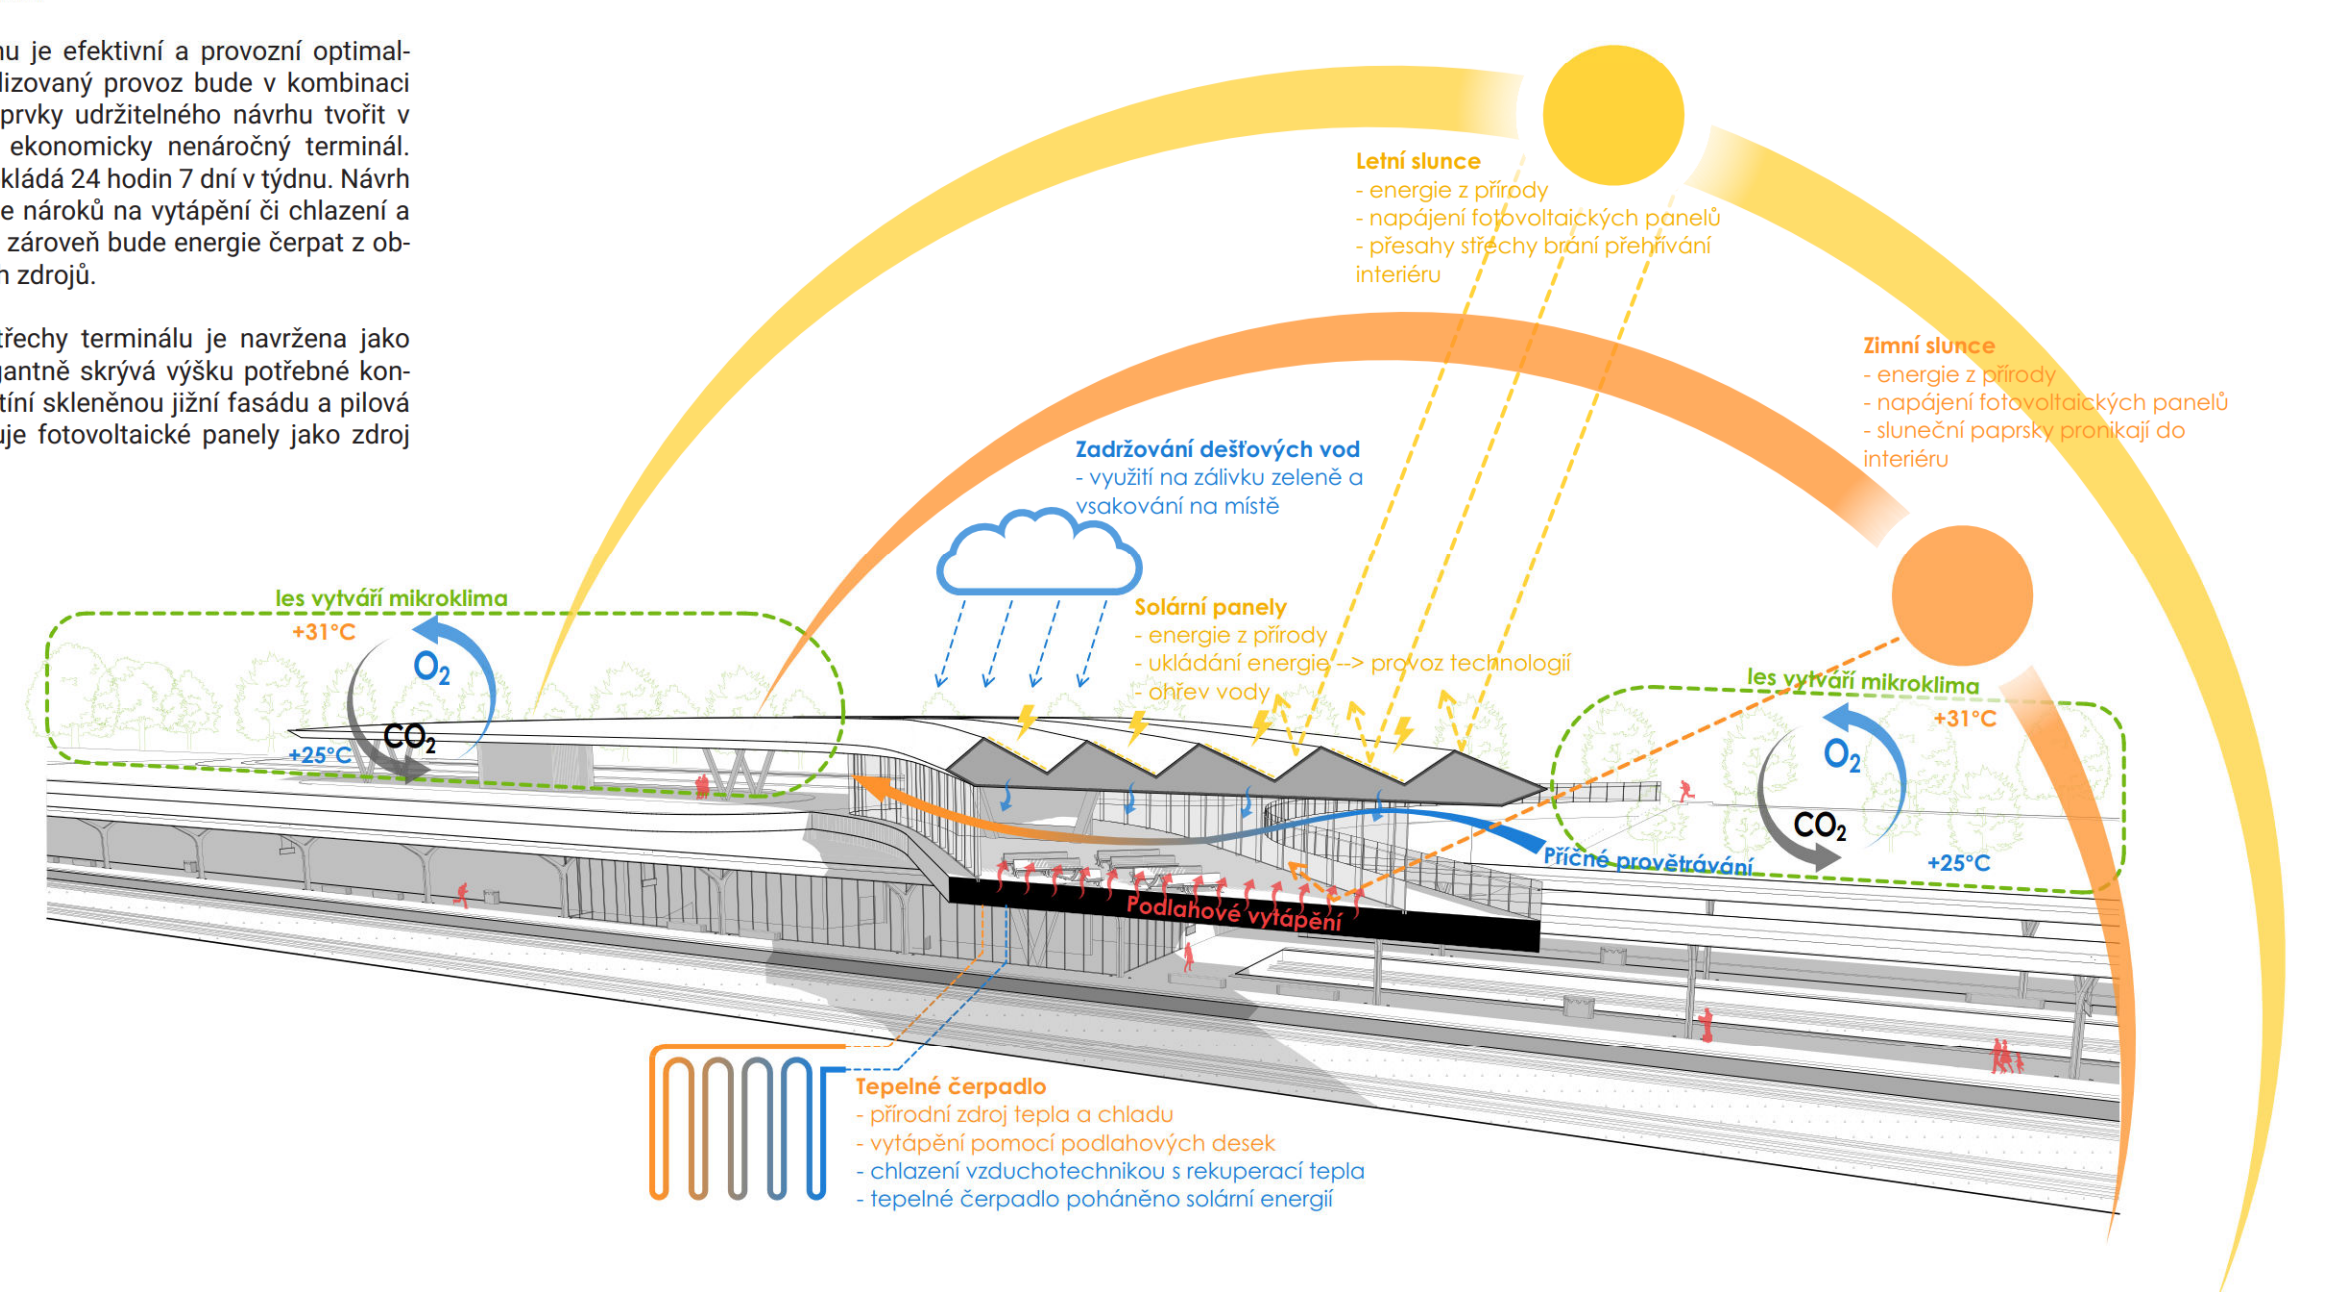 nu je efektivní a provozní optimal-
lizovaný provoz bude v kombinaci
prvky udržitelného návrhu tvořit v
ekonomicky nenáročný terminál.
kládá 24 hodin 7 dní v týdnu. Návrh
e nároků na vytápění či chlazení a
zároveň bude energie čerpat z ob-
h zdrojů.
třechy terminálu je navržena jako
gantně skrývá výšku potřebné kon-
tíní skleněnou jižní fasádu a pilová
uje fotovoltaické panely jako zdroj
Letní slunce
- energie z přírody
- napájení fotovoltaických panelů
- přesahy střechy brání přehřívání
interiéru
Zimní slunce
- energie z přírody
- napájení fotovoltaických panelů
- sluneční paprsky pronikají do
interiéru
Zadržování dešťových vod
- využití na zálivku zeleně a
vsakování na místě
Solární panely
- energie z přírody
- ukládání energie --> provoz technologií
- ohřev vody
les vytváří mikroklima
+31°C
O2
CO2
+25°C
les vytváří mikroklima
+31°C
O2
CO2
+25°C
Příčné provětrávání
Podlahové vytápění
Tepelné čerpadlo
- přírodní zdroj tepla a chladu
- vytápění pomocí podlahových desek
- chlazení vzduchotechnikou s rekuperací tepla
- tepelné čerpadlo poháněno solární energií